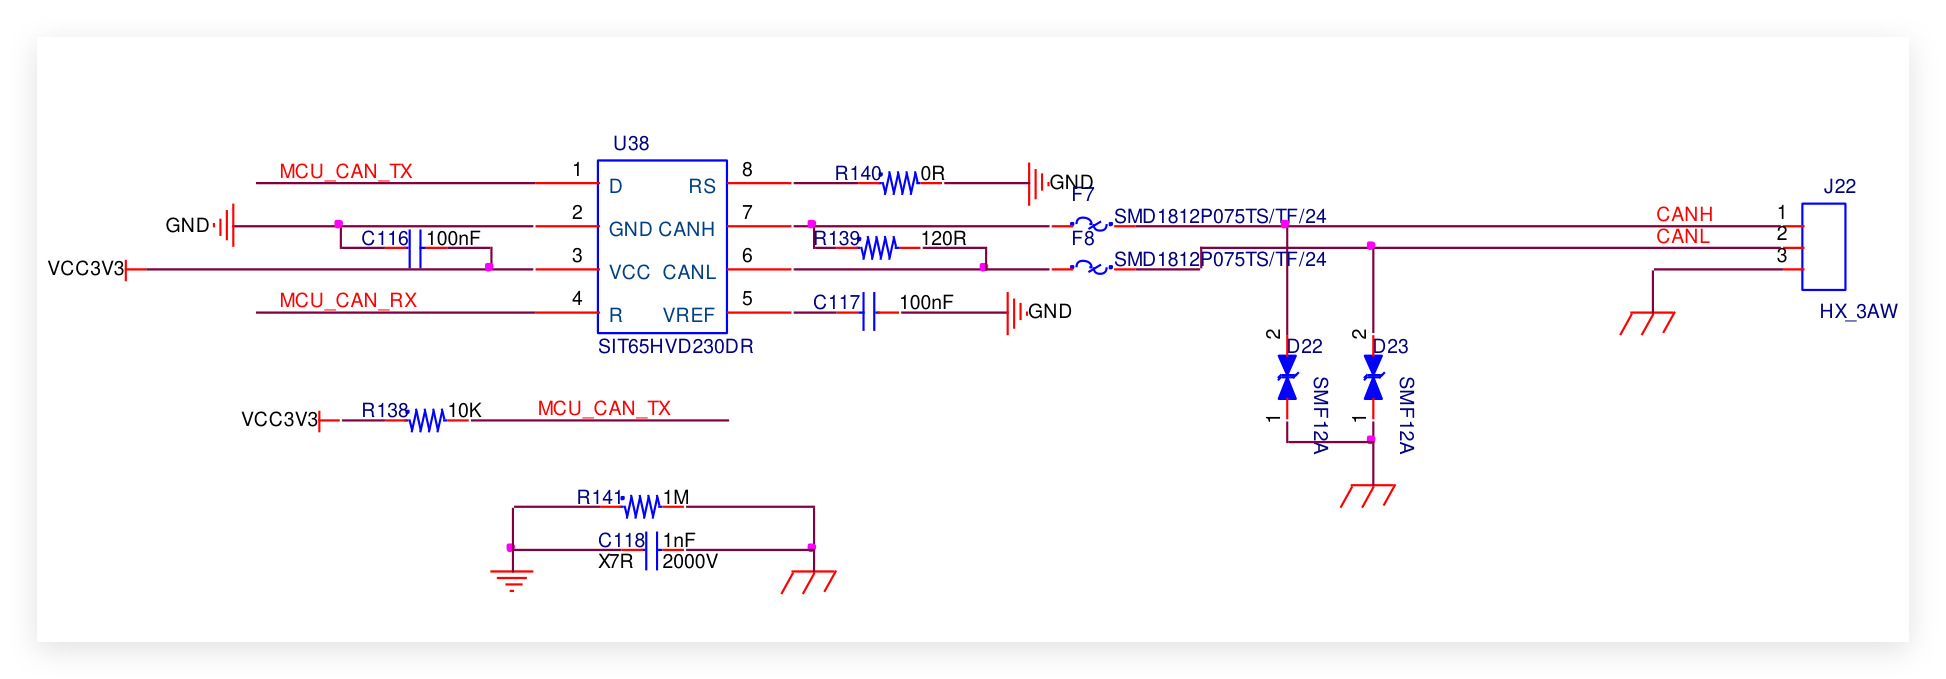 U38
MCU_CAN_TX 1 D RS 8 R140 0R GND
GND 2 GND CANH 7 F7 SMD1812P075TS/TF/24 CANH 1 J22
C116 100nF R139 120R F8 CANL 2
VCC3V3 3 VCC CANL 6 SMD1812P075TS/TF/24 3
MCU_CAN_RX 4 R VREF 5 C117 100nF GND HX_3AW
SIT65HVD230DR
2 D22 2 D23
SMF12A SMF12A
1 1
VCC3V3 R138 10K MCU_CAN_TX
R141 1M
C118 1nF
X7R 2000V